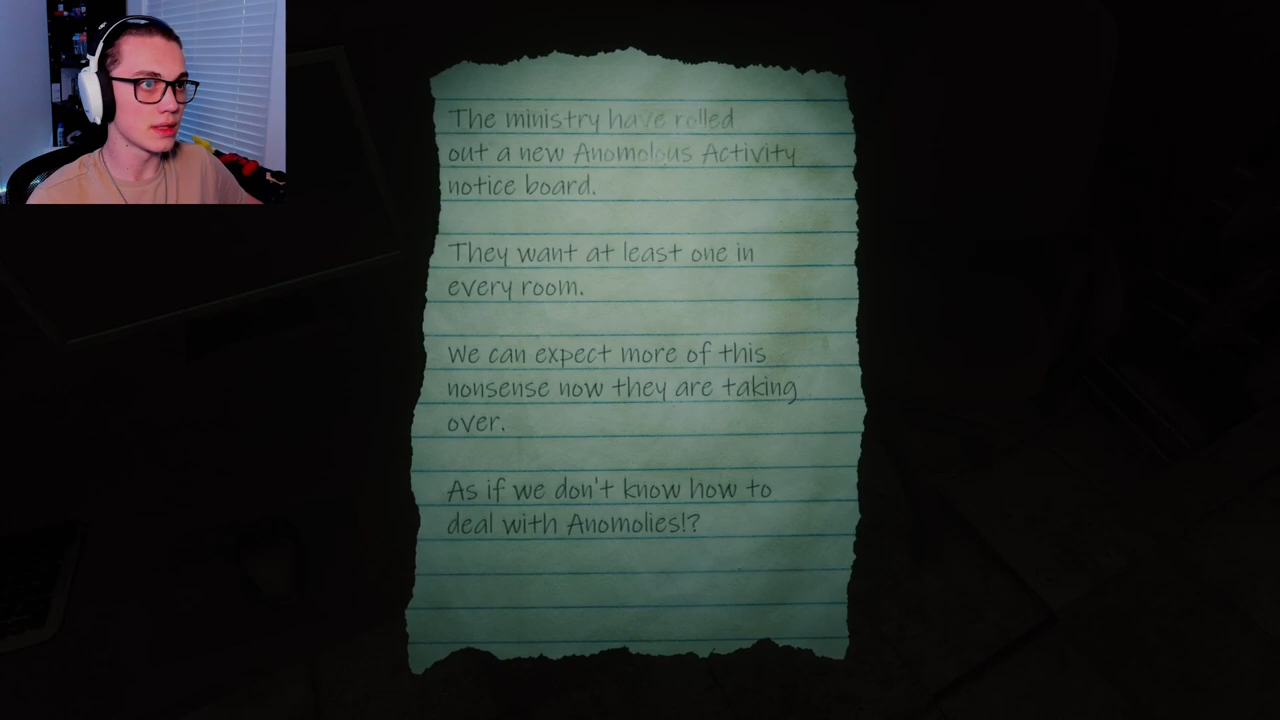 The ministry have rolled
out a new Anomolous Activity
notice board.
They want at least one in
every room.
We can expect more of this
nonsense now they are taking
over.
As if we don't know how to
deal with Anomolies!?